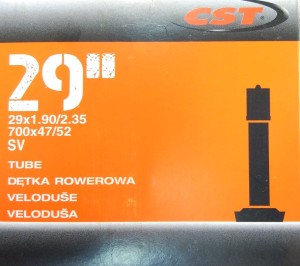 CST
29"
29x1.90/2.35
700x47/52
SV
TUBE
DĘTKA ROWEROWA
VELODUŠE
VELODUŠA